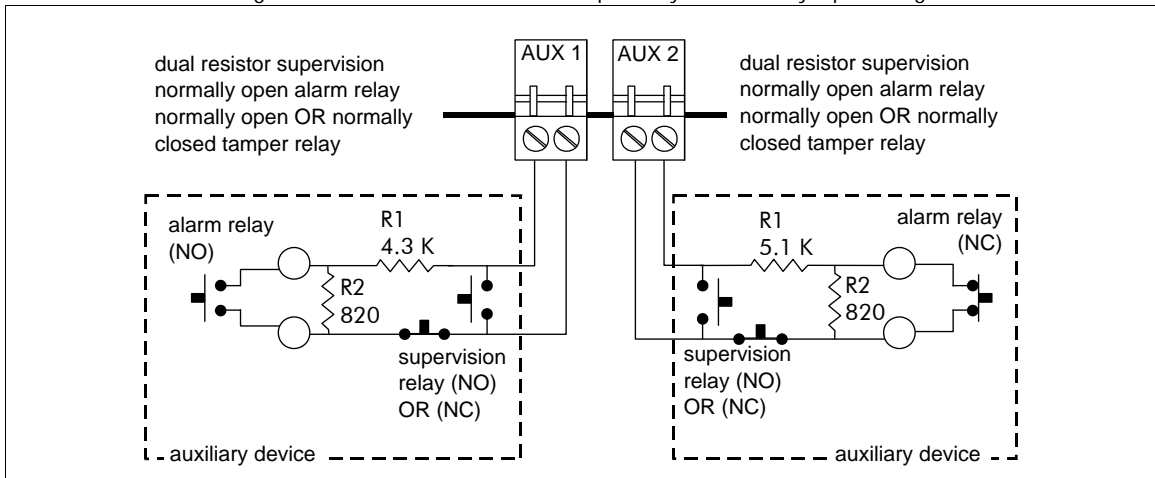 AUX 1
AUX 2
dual resistor supervision
normally open alarm relay
normally open OR normally
closed tamper relay
dual resistor supervision
normally open alarm relay
normally open OR normally
closed tamper relay
alarm relay
(NO)
R1
4.3 K
R2
820
supervision
relay (NO)
OR (NC)
auxiliary device
R1
5.1 K
alarm relay
(NC)
R2
820
supervision
relay (NO)
OR (NC)
auxiliary device